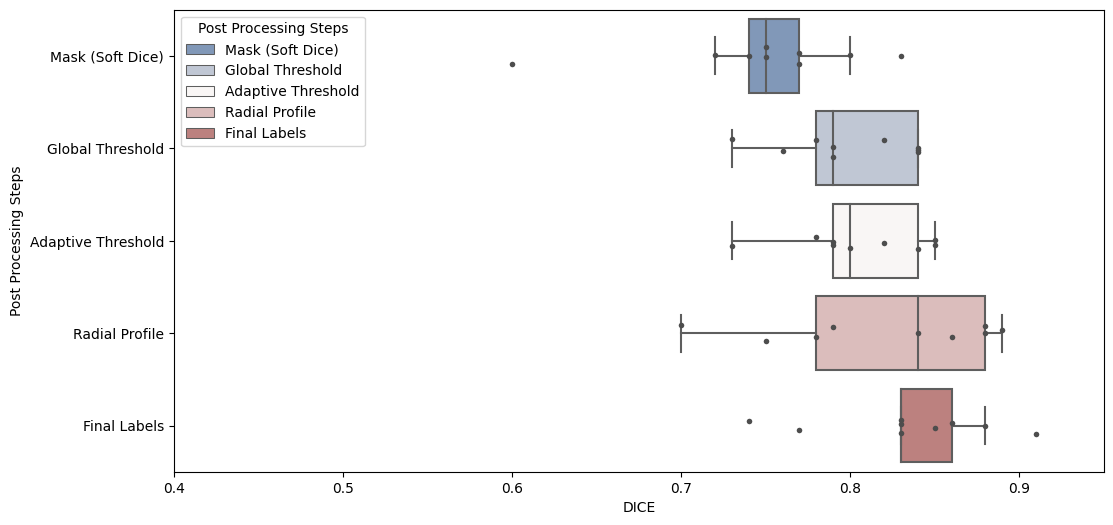 Post Processing Steps
Mask (Soft Dice)
Global Threshold
Adaptive Threshold
Radial Profile
Final Labels
Mask (Soft Dice)
Global Threshold
Adaptive Threshold
Radial Profile
Final Labels
Post Processing Steps
0.4 0.5 0.6 0.7 0.8 0.9
DICE